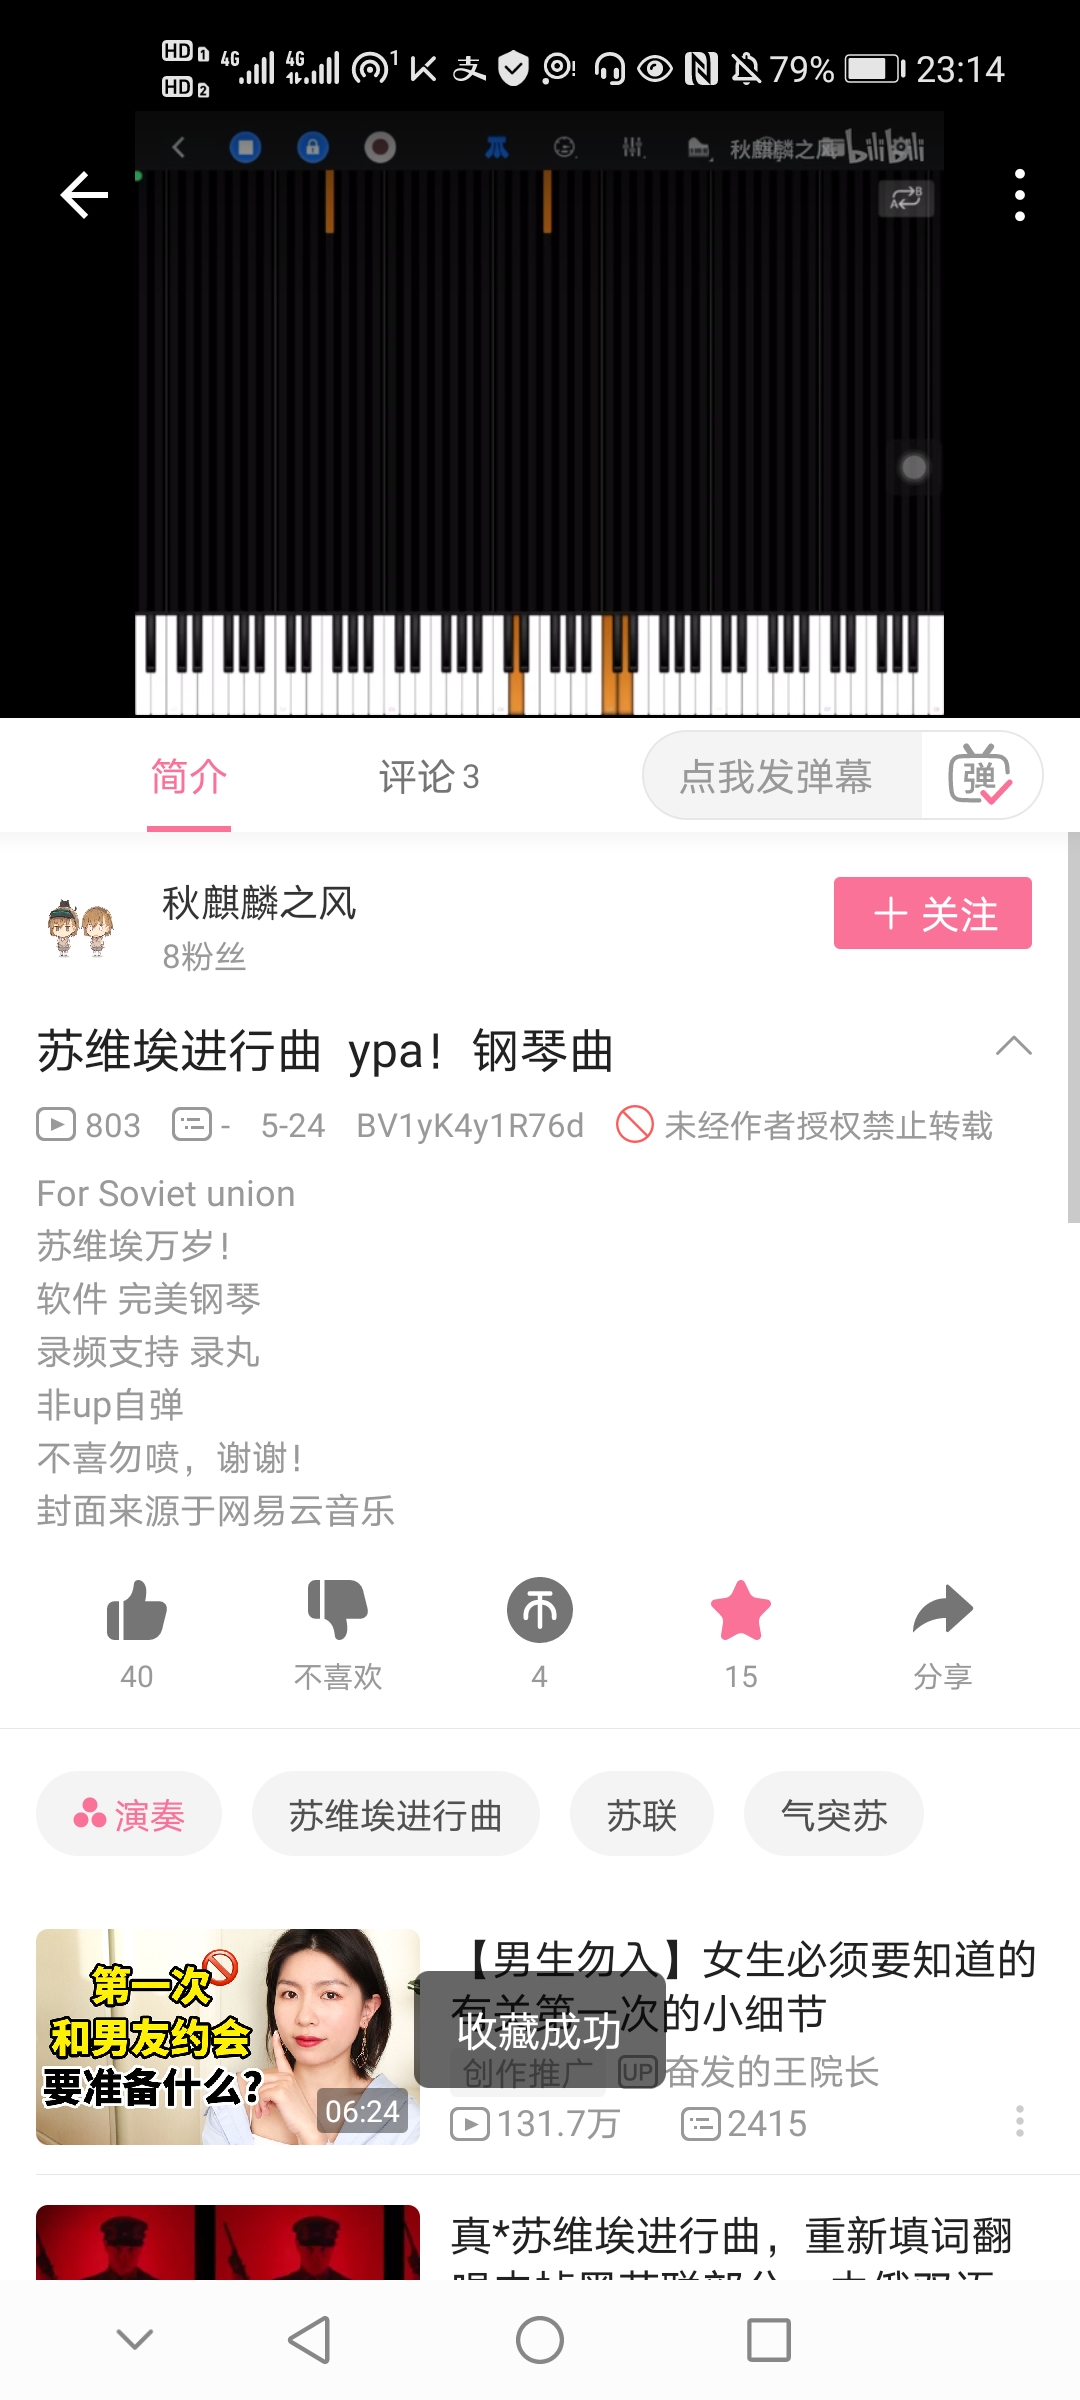 HD 1 4G 4G 1 79% 23:14
HD 2
秋麒麟之风 bilibili
A B
简介 评论 3 点我发弹幕 弹
秋麒麟之风
8粉丝
+ 关注
苏维埃进行曲 ypa！钢琴曲
803 - 5-24 BV1yK4y1R76d 未经作者授权禁止转载
For Soviet union
苏维埃万岁！
软件 完美钢琴
录频支持 录丸
非up自弹
不喜勿喷，谢谢！
封面来源于网易云音乐
40 不喜欢 4 15 分享
演奏 苏维埃进行曲 苏联 气突苏
第一次
和男友约会
要准备什么?
06:24
【男生勿入】女生必须要知道的
有关第一次的小细节
收藏成功
创作推广 UP 奋发的王院长
131.7万 2415
真*苏维埃进行曲，重新填词翻